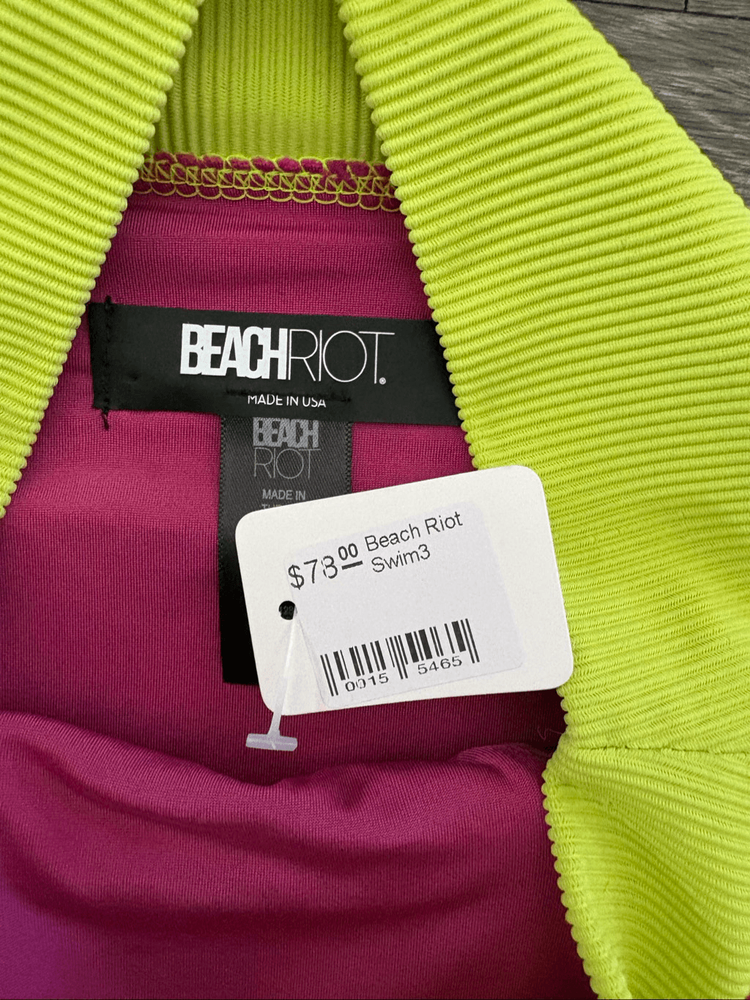 BEACHRIOT.
MADE IN USA
BEACH
RIOT
MADE IN
$78.00 Beach Riot
Swim3
0015 5465